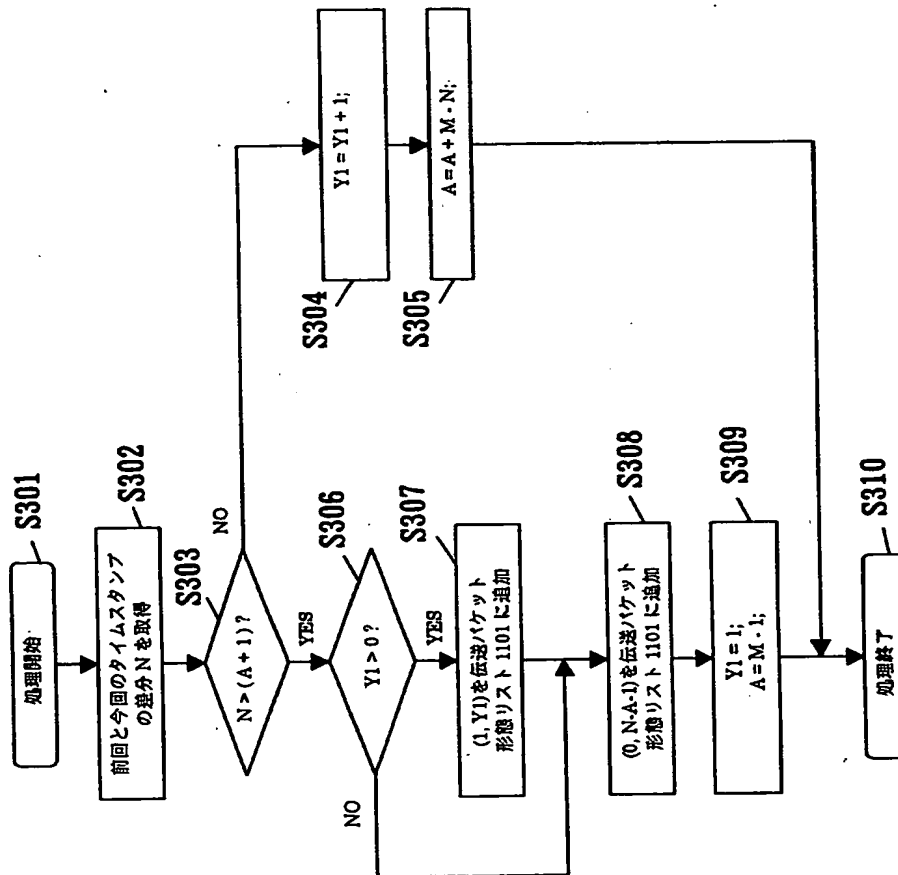 処理開始
S301
前回と今回のタイムスタンプ
の差分 N を取得
S302
N > (A + 1) ?
S303
NO
YES
Y1 = Y1 + 1;
S304
A = A + M - N;
S305
Y1 > 0 ?
S306
NO
YES
(1, Y1)を伝送パケット
形態リスト 1101 に追加
S307
(0, N-A-1)を伝送パケット
形態リスト 1101 に追加
S308
Y1 = 1;
A = M - 1;
S309
処理終了
S310